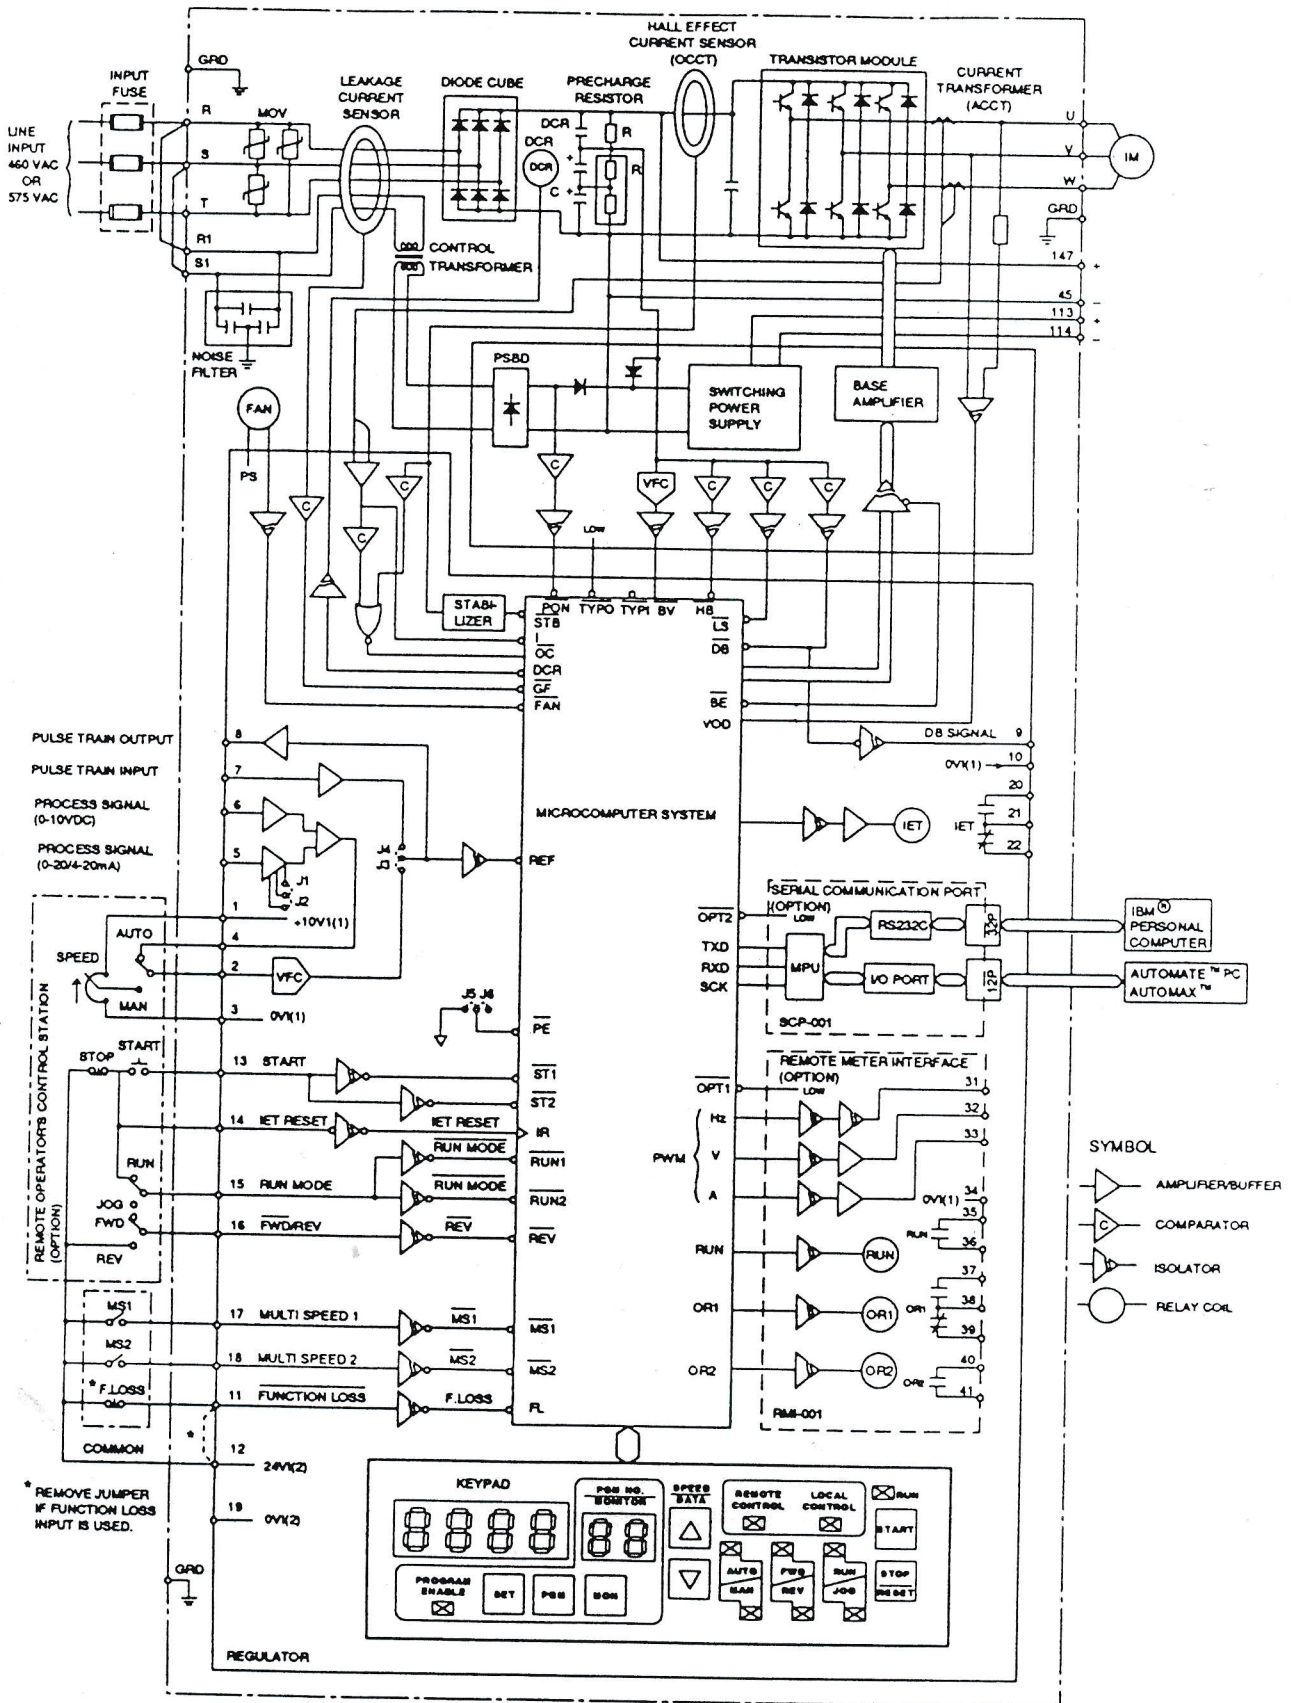 HALL EFFECT
CURRENT SENSOR
(OCCT)
TRANSISTOR MODULE
CURRENT
TRANSFORMER
(ACCT)
GRD
INPUT
FUSE
LEAKAGE
CURRENT
SENSOR
DIODE CUBE
PRECHARGE
RESISTOR
LINE
INPUT
460 VAC
OR
575 VAC
R
MOV
S
T
R1
S1
DCR
DCR
DCR
R
R
C
+
+
U
V
W
IM
GRD
147 +
45 –
113 +
114 –
CONTROL
TRANSFORMER
NOISE
FILTER
PSBD
SWITCHING
POWER
SUPPLY
BASE
AMPLIFIER
FAN
PS
C
C
C
C
VFC
C
C
C
LOW
STABI-
LIZER
PON
TYPO
TYP1
BV
HB
STB
I
OC
DCR
GF
FAN
LS
DB
BE
VOD
PULSE TRAIN OUTPUT
8
PULSE TRAIN INPUT
7
PROCESS SIGNAL
(0-10VDC)
6
PROCESS SIGNAL
(0-20/4-20mA)
5
J1
J2
J4
J3
REF
MICROCOMPUTER SYSTEM
DB SIGNAL 9
0V1(1) 10
20
21
22
IET
IET
REMOTE OPERATOR'S CONTROL STATION
(OPTION)
1
+10V1(1)
AUTO
4
SPEED
2
VFC
MAN
3
0V1(1)
J5 J6
PE
SERIAL COMMUNICATION PORT
(OPTION)
OPT2
LOW
TXD
RXD
SCK
MPU
RS232C
32P
I/O PORT
12P
SCP-001
IBM®
PERSONAL
COMPUTER
AUTOMATE™ PC
AUTOMAX™
STOP
START
13 START
ST1
ST2
14 IET RESET
IET RESET
IR
RUN
RUN MODE
RUN1
15 RUN MODE
RUN MODE
RUN2
JOG
FWD
16 FWD/REV
REV
REV
REV
REMOTE METER INTERFACE
(OPTION)
OPT1
LOW
31
Hz
32
33
PWM
V
A
0V1(1) 34
35
RUN
RUN
RUN
36
37
OR1
OR1
OR1
38
39
OR2
OR2
OR2
40
41
RMI-001
MS1
17 MULTI SPEED 1
MS1
MS1
MS2
18 MULTI SPEED 2
MS2
MS2
* F.LOSS
11 FUNCTION LOSS
F.LOSS
FL
*
COMMON
12
24V1(2)
* REMOVE JUMPER
IF FUNCTION LOSS
INPUT IS USED.
19
0V1(2)
GRD
SYMBOL
AMPLIFIER/BUFFER
C
COMPARATOR
ISOLATOR
RELAY COIL
KEYPAD
PGM NO.
MONITOR
SPEED
DATA
REMOTE
CONTROL
LOCAL
CONTROL
RUN
START
8888
88
PROGRAM
ENABLE
SET
PGM
MON
AUTO
MAN
FWD
REV
RUN
JOG
STOP
RESET
REGULATOR